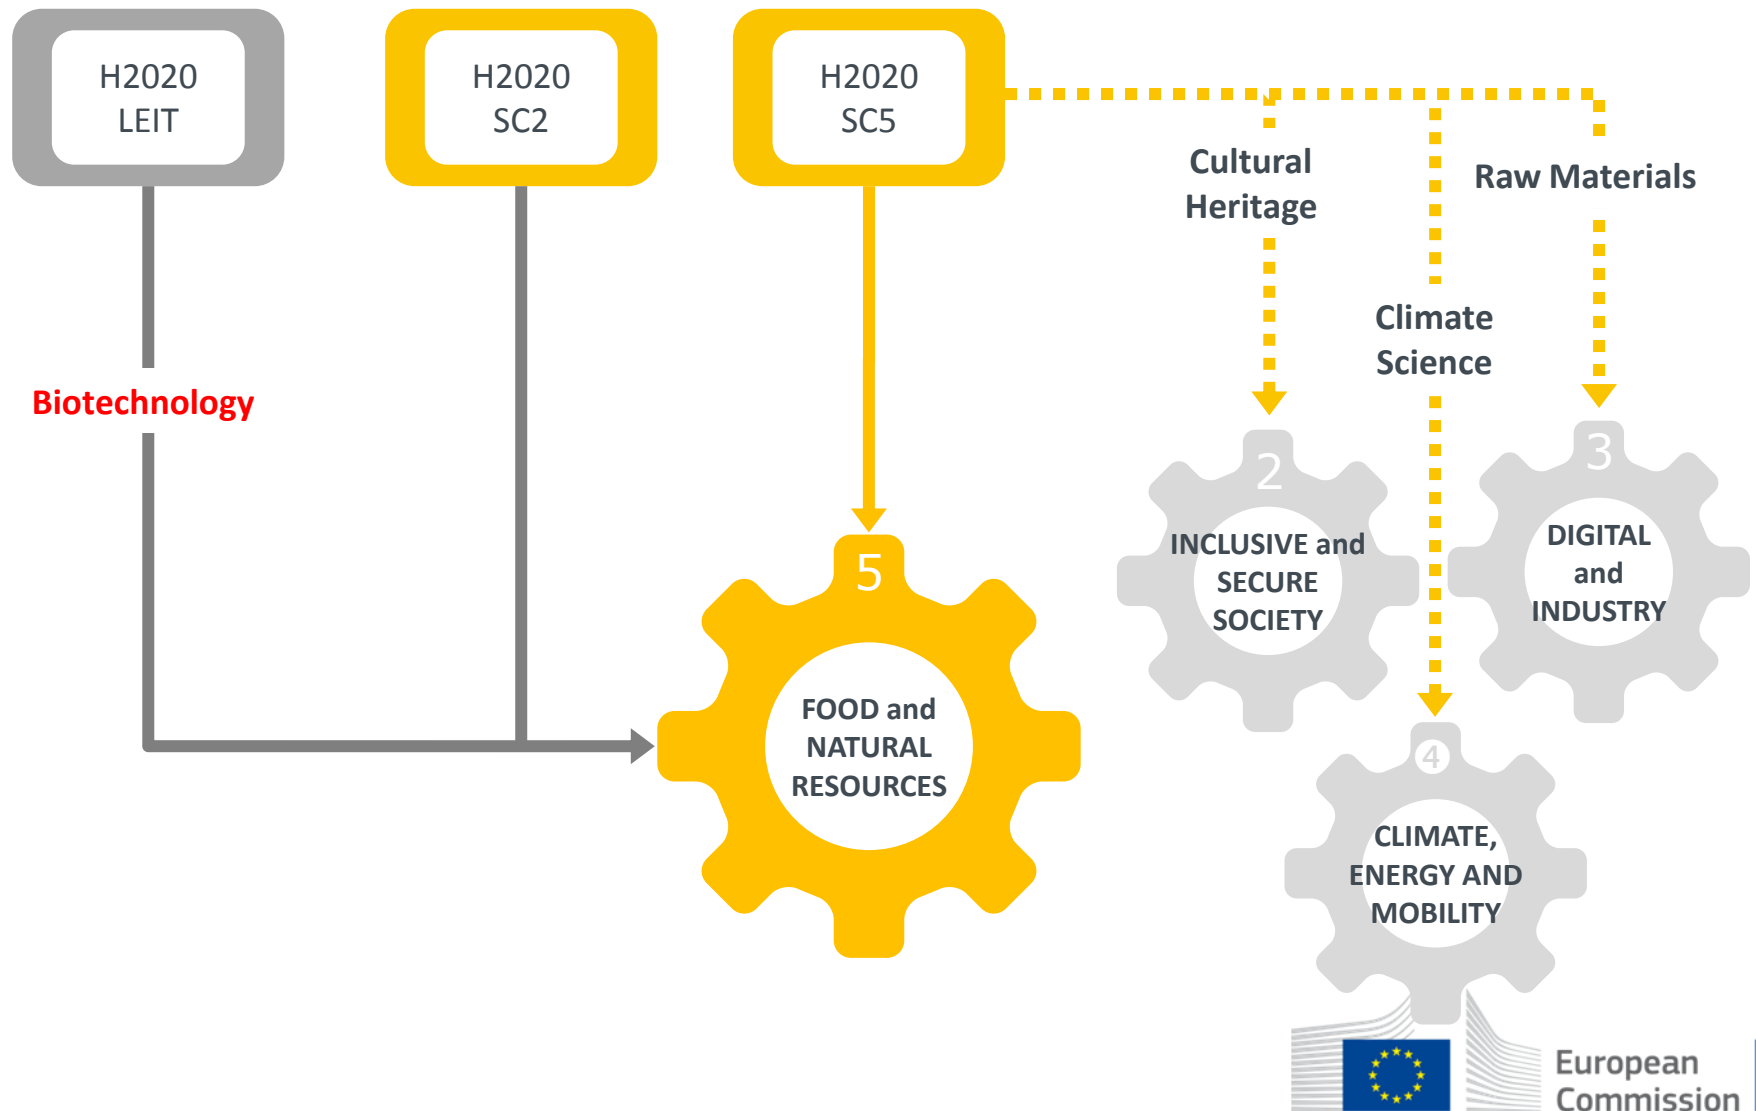 H2020
LEIT
H2020
SC2
H2020
SC5
Cultural
Heritage
Raw Materials
Climate
Science
Biotechnology
2
INCLUSIVE and
SECURE
SOCIETY
3
DIGITAL
and
INDUSTRY
5
FOOD and
NATURAL
RESOURCES
4
CLIMATE,
ENERGY AND
MOBILITY
European
Commission